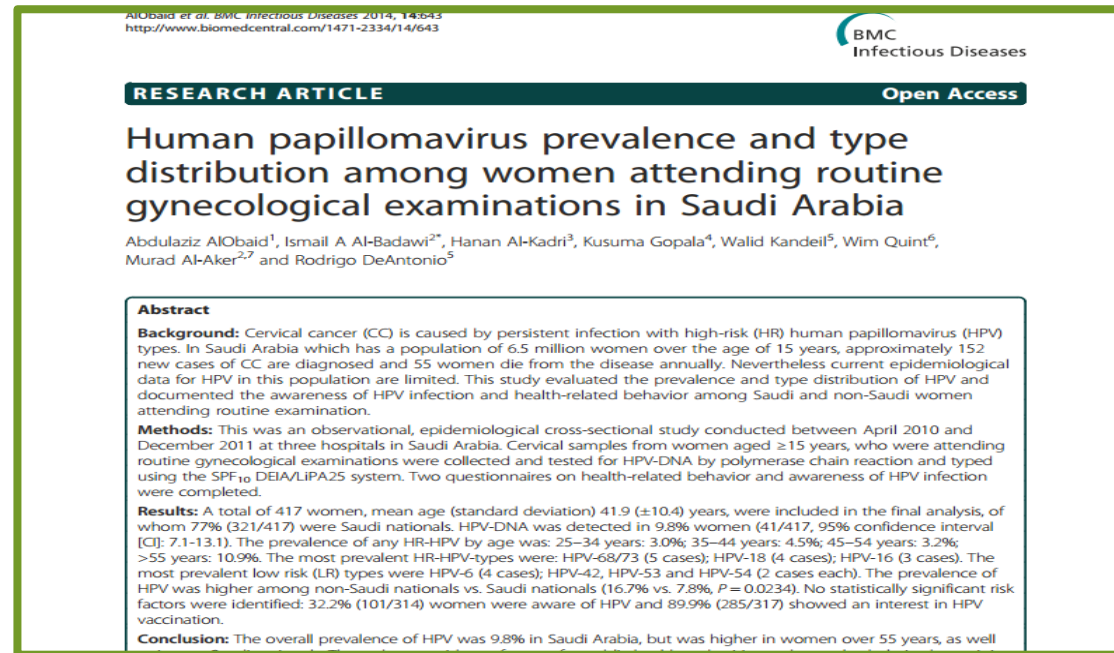 AlObaid et al. BMC Infectious Diseases 2014, 14:643
http://www.biomedcentral.com/1471-2334/14/643
BMC
Infectious Diseases
RESEARCH ARTICLE Open Access
Human papillomavirus prevalence and type
distribution among women attending routine
gynecological examinations in Saudi Arabia
Abdulaziz AlObaid1, Ismail A Al-Badawi2*, Hanan Al-Kadri3, Kusuma Gopala4, Walid Kandeil5, Wim Quint6,
Murad Al-Aker2,7 and Rodrigo DeAntonio5
Abstract
Background: Cervical cancer (CC) is caused by persistent infection with high-risk (HR) human papillomavirus (HPV)
types. In Saudi Arabia which has a population of 6.5 million women over the age of 15 years, approximately 152
new cases of CC are diagnosed and 55 women die from the disease annually. Nevertheless current epidemiological
data for HPV in this population are limited. This study evaluated the prevalence and type distribution of HPV and
documented the awareness of HPV infection and health-related behavior among Saudi and non-Saudi women
attending routine examination.
Methods: This was an observational, epidemiological cross-sectional study conducted between April 2010 and
December 2011 at three hospitals in Saudi Arabia. Cervical samples from women aged ≥15 years, who were attending
routine gynecological examinations were collected and tested for HPV-DNA by polymerase chain reaction and typed
using the SPF10 DEIA/LiPA25 system. Two questionnaires on health-related behavior and awareness of HPV infection
were completed.
Results: A total of 417 women, mean age (standard deviation) 41.9 (±10.4) years, were included in the final analysis, of
whom 77% (321/417) were Saudi nationals. HPV-DNA was detected in 9.8% women (41/417, 95% confidence interval
[CI]: 7.1-13.1). The prevalence of any HR-HPV by age was: 25–34 years: 3.0%; 35–44 years: 4.5%; 45–54 years: 3.2%;
>55 years: 10.9%. The most prevalent HR-HPV-types were: HPV-68/73 (5 cases); HPV-18 (4 cases); HPV-16 (3 cases). The
most prevalent low risk (LR) types were HPV-6 (4 cases); HPV-42, HPV-53 and HPV-54 (2 cases each). The prevalence of
HPV was higher among non-Saudi nationals vs. Saudi nationals (16.7% vs. 7.8%, P = 0.0234). No statistically significant risk
factors were identified: 32.2% (101/314) women were aware of HPV and 89.9% (285/317) showed an interest in HPV
vaccination.
Conclusion: The overall prevalence of HPV was 9.8% in Saudi Arabia, but was higher in women over 55 years, as well